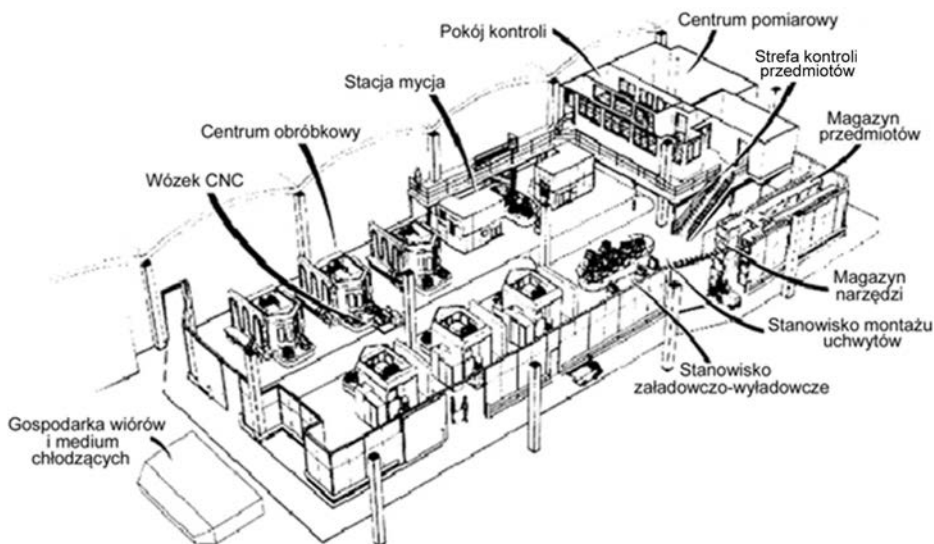 Centrum pomiarowy
Pokój kontroli
Strefa kontroli
przedmiotów
Stacja mycja
Magazyn
przedmiotów
Centrum obróbkowy
Wózek CNC
Magazyn
narzędzi
Stanowisko montażu
uchwytów
Stanowisko
załadowczo-wyładowcze
Gospodarka wiórów
i medium
chłodzących